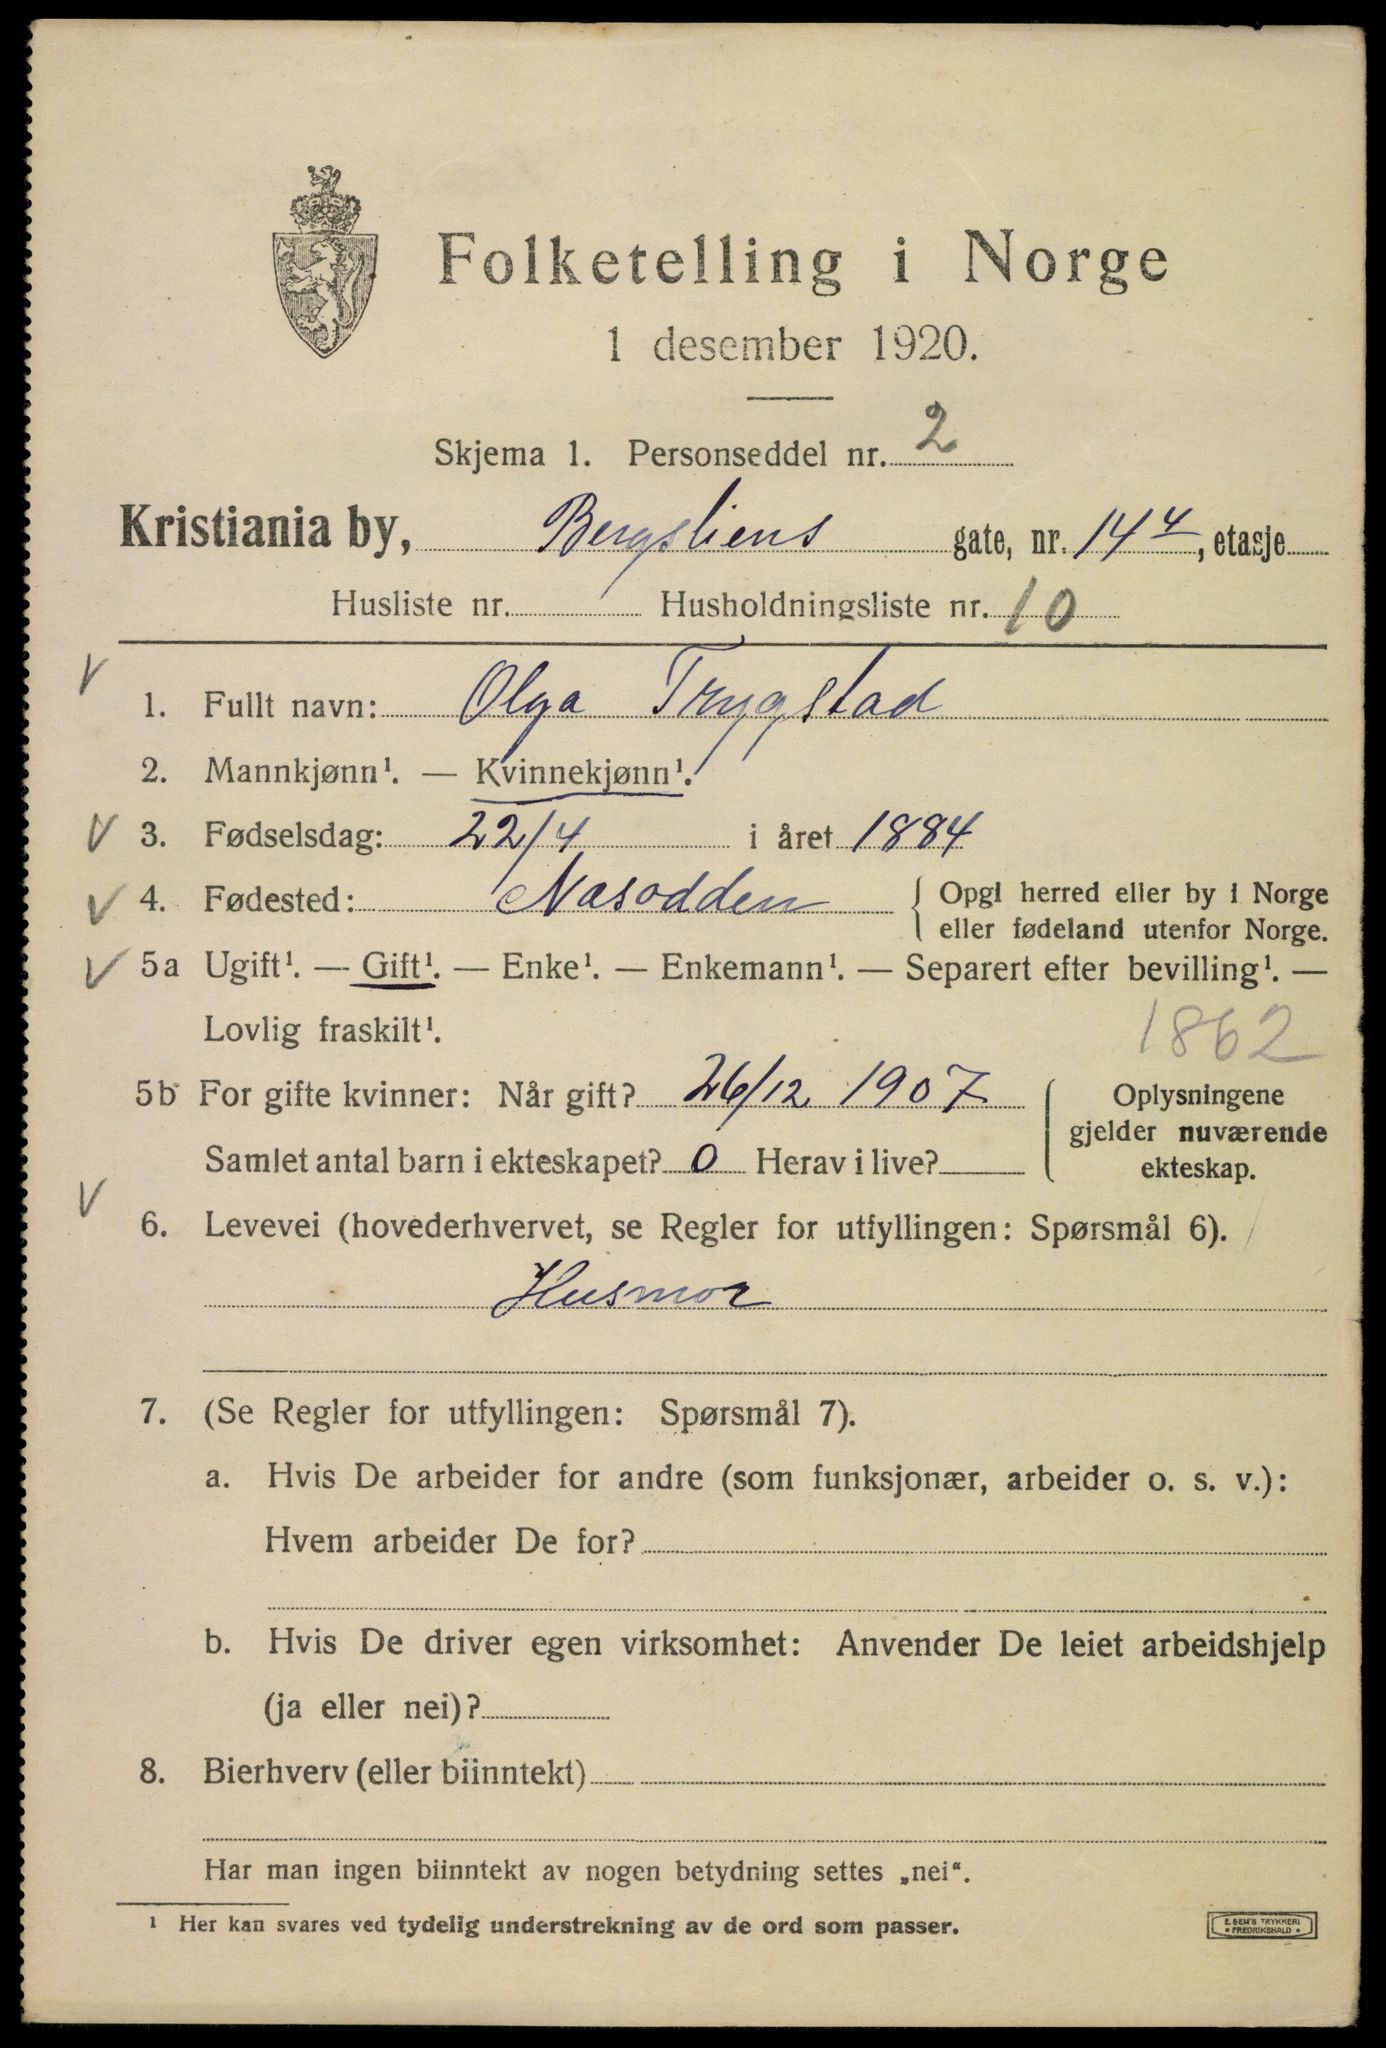 Folketelling i Norge
1 desember 1920.
Skjema 1. Personseddel nr. 2
Kristiania by, Bergsliens gate, nr. 14 4, etasje
Husliste nr. Husholdningsliste nr. 10
1. Fullt navn: Olga Trygstad
2. Mannkjønn¹. — Kvinnekjønn¹.
3. Fødselsdag: 22/4 i året 1884
4. Fødested: Næsodden { Opgi herred eller by i Norge
eller fødeland utenfor Norge.
5a Ugift¹. — Gift¹. — Enke¹. — Enkemann¹. — Separert efter bevilling¹. —
Lovlig fraskilt¹.
1862
5b For gifte kvinner: Når gift? 26/12 1907
Samlet antal barn i ekteskapet? 0 Herav i live?
Oplysningene
gjelder nuværende
ekteskap.
6. Levevei (hovederhvervet, se Regler for utfyllingen: Spørsmål 6).
Husmor
7. (Se Regler for utfyllingen: Spørsmål 7).
a. Hvis De arbeider for andre (som funksjonær, arbeider o. s. v.):
Hvem arbeider De for?
b. Hvis De driver egen virksomhet: Anvender De leiet arbeidshjelp
(ja eller nei)?
8. Bierhverv (eller biinntekt)
Har man ingen biinntekt av nogen betydning settes „nei“.
¹ Her kan svares ved tydelig understrekning av de ord som passer.
E. SEM'S TRYKKERI
• FREDRIKSHALD •